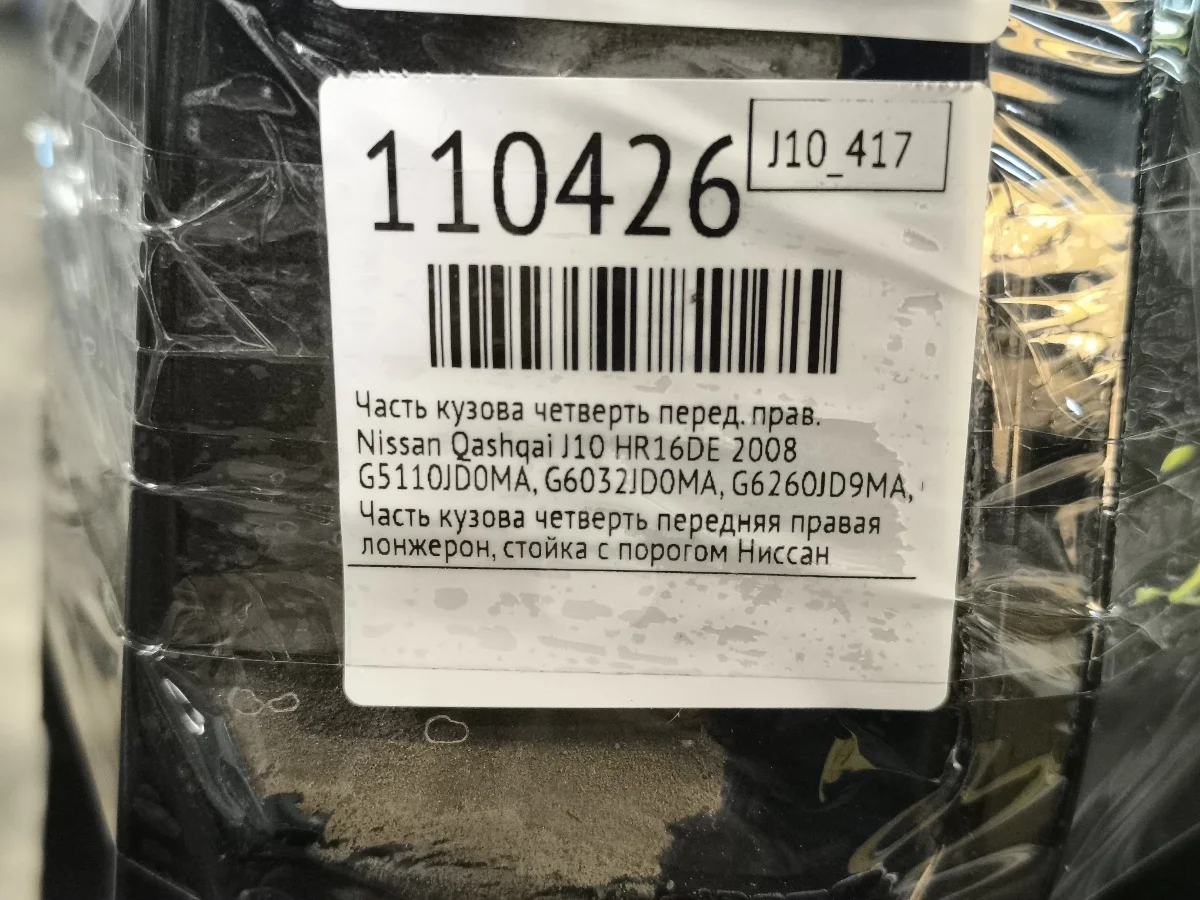 110426
J10_417
Часть кузова четверть перед. прав.
Nissan Qashqai J10 HR16DE 2008
G5110JD0MA, G6032JD0MA, G6260JD9MA,
Часть кузова четверть передняя правая
лонжерон, стойка с порогом Ниссан